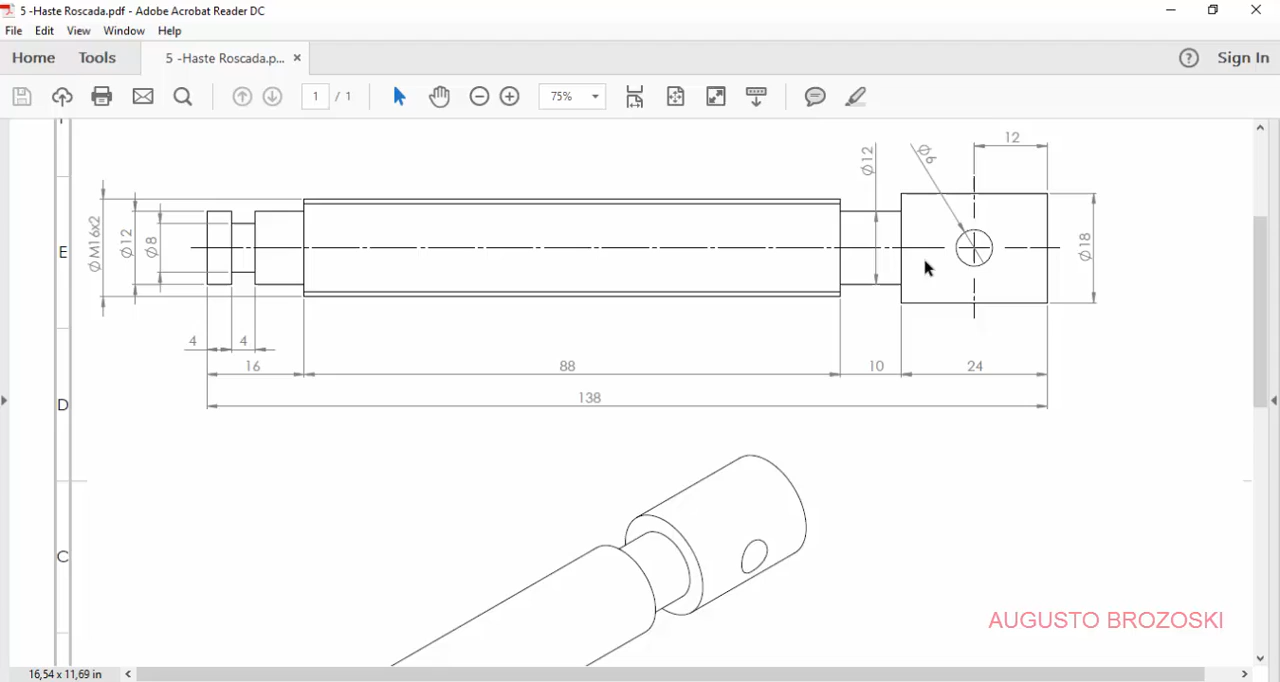 5 -Haste Roscada.pdf - Adobe Acrobat Reader DC
File Edit View Window Help
Home Tools 5 -Haste Roscada.p... × ? Sign In
1 / 1 75%
12
Ø12 Ø6
ØM16x2 Ø12 Ø8 Ø18
E
4 4
16 88 10 24
138
D
C
AUGUSTO BROZOSKI
16,54 x 11,69 in